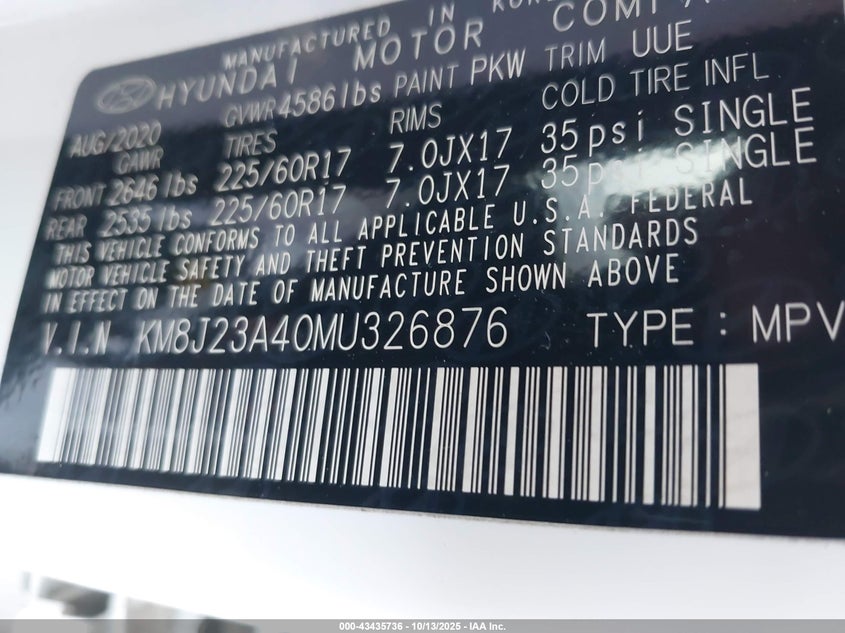 MANUFACTURED IN KORE
HYUNDAI MOTOR COMPA
AUG/2020 GVWR 4586lbs PAINT PKW TRIM UUE
GAWR TIRES RIMS COLD TIRE INFL
FRONT 2646 lbs 225/60R17 7.0JX17 35psi SINGLE
REAR 2535 lbs 225/60R17 7.0JX17 35psi SINGLE
THIS VEHICLE CONFORMS TO ALL APPLICABLE U.S.A. FEDERAL
MOTOR VEHICLE SAFETY AND THEFT PREVENTION STANDARDS
IN EFFECT ON THE DATE OF MANUFACTURE SHOWN ABOVE
V.I.N KM8J23A40MU326876 TYPE : MPV
000-43435736 - 10/13/2025 - IAA Inc.